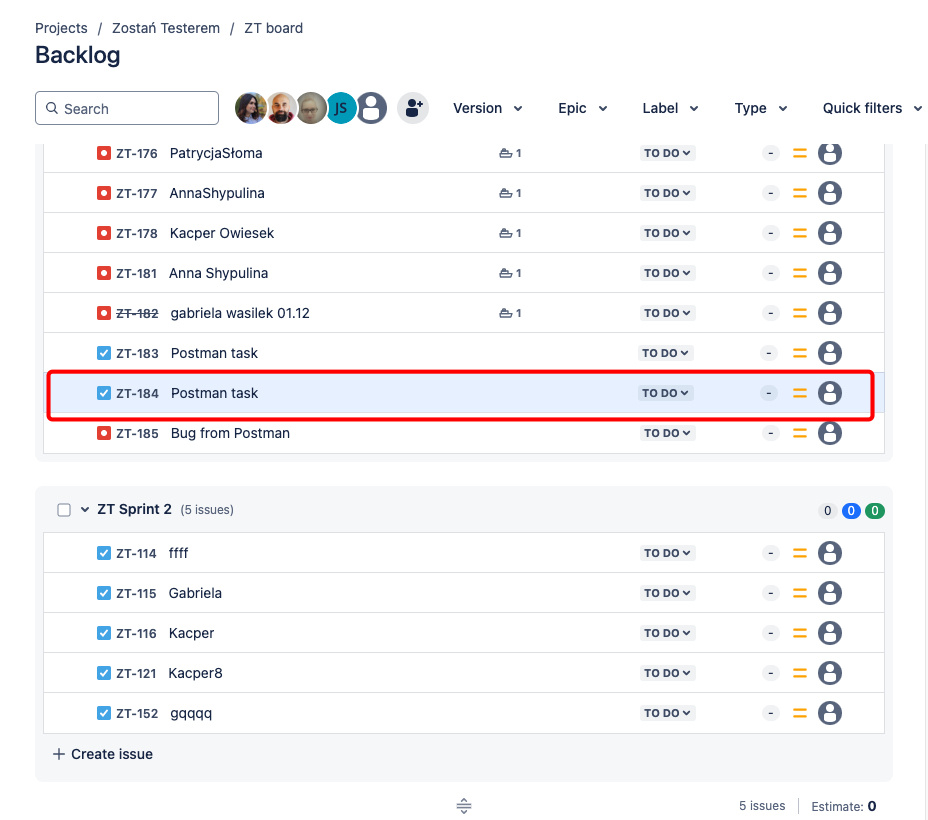 Projects / Zostań Testerem / ZT board
Backlog
Search JS Version Epic Label Type Quick filters
ZT-176 PatrycjaSłoma 1 TO DO -
ZT-177 AnnaShypulina 1 TO DO -
ZT-178 Kacper Owiesek 1 TO DO -
ZT-181 Anna Shypulina 1 TO DO -
ZT-182 gabriela wasilek 01.12 1 TO DO -
ZT-183 Postman task TO DO -
ZT-184 Postman task TO DO -
ZT-185 Bug from Postman TO DO -
ZT Sprint 2 (5 issues) 0 0 0
ZT-114 ffff TO DO -
ZT-115 Gabriela TO DO -
ZT-116 Kacper TO DO -
ZT-121 Kacper8 TO DO -
ZT-152 gqqqq TO DO -
+ Create issue
5 issues Estimate: 0